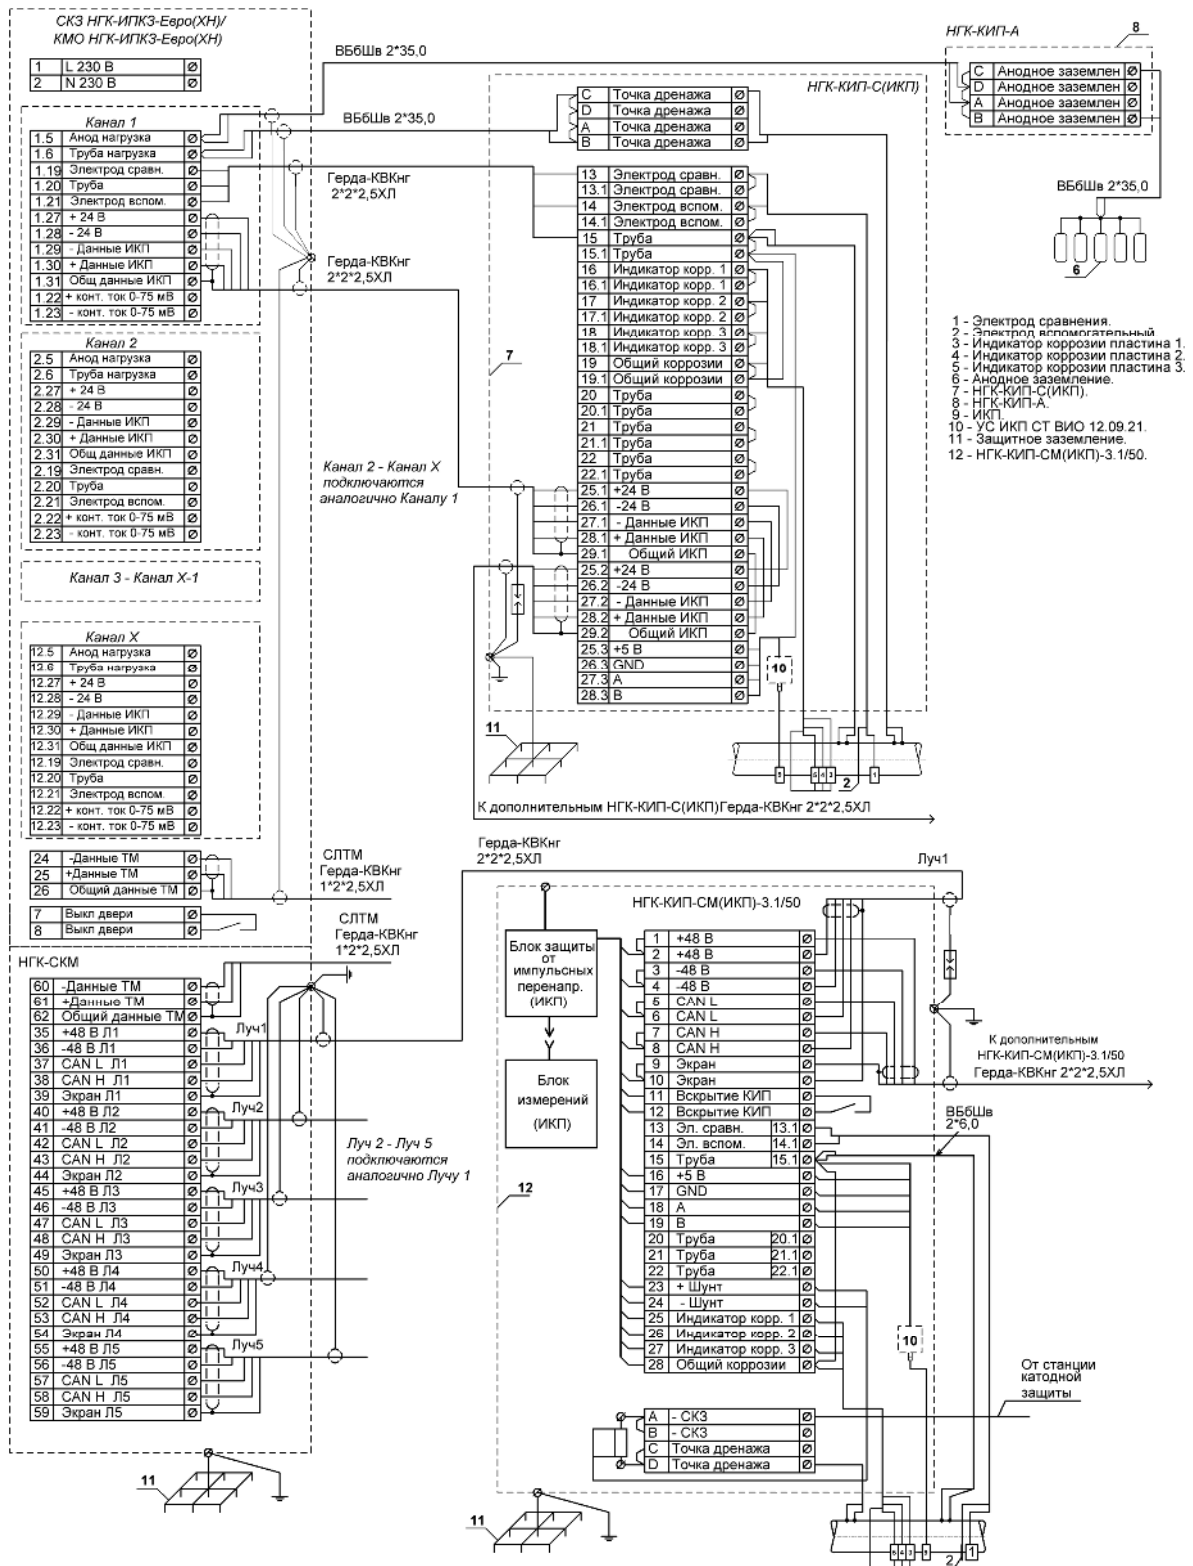 СКЗ НГК-ИПКЗ-Евро(ХН)/
КМО НГК-ИПКЗ-Евро(ХН)
1 L 230 В
2 N 230 В
Канал 1
1.5 Анод нагрузка
1.6 Труба нагрузка
1.19 Электрод сравн.
1.20 Труба
1.21 Электрод вспом.
1.27 + 24 В
1.28 - 24 В
1.29 - Данные ИКП
1.30 + Данные ИКП
1.31 Общ данные ИКП
1.22 + конт. ток 0-75 мВ
1.23 - конт. ток 0-75 мВ
Канал 2
2.5 Анод нагрузка
2.6 Труба нагрузка
2.27 + 24 В
2.28 - 24 В
2.29 - Данные ИКП
2.30 + Данные ИКП
2.31 Общ данные ИКП
2.19 Электрод сравн.
2.20 Труба
2.21 Электрод вспом.
2.22 + конт. ток 0-75 мВ
2.23 - конт. ток 0-75 мВ
Канал 3 - Канал Х-1
Канал Х
12.5 Анод нагрузка
12.6 Труба нагрузка
12.27 + 24 В
12.28 - 24 В
12.29 - Данные ИКП
12.30 + Данные ИКП
12.31 Общ данные ИКП
12.19 Электрод сравн.
12.20 Труба
12.21 Электрод вспом.
12.22 + конт. ток 0-75 мВ
12.23 - конт. ток 0-75 мВ
24 -Данные ТМ
25 +Данные ТМ
26 Общий данные ТМ
7 Выкл двери
8 Выкл двери
НГК-СКМ
60 -Данные ТМ
61 +Данные ТМ
62 Общий данные ТМ
35 +48 В Л1
36 -48 В Л1
37 CAN L Л1
38 CAN H Л1
39 Экран Л1
40 +48 В Л2
41 -48 В Л2
42 CAN L Л2
43 CAN H Л2
44 Экран Л2
45 +48 В Л3
46 -48 В Л3
47 CAN L Л3
48 CAN H Л3
49 Экран Л3
50 +48 В Л4
51 -48 В Л4
52 CAN L Л4
53 CAN H Л4
54 Экран Л4
55 +48 В Л5
56 -48 В Л5
57 CAN L Л5
58 CAN H Л5
59 Экран Л5
11
ВБбШв 2*35,0
ВБбШв 2*35,0
Герда-КВКнг
2*2*2,5ХЛ
Герда-КВКнг
2*2*2,5ХЛ
Канал 2 - Канал Х
подключаются
аналогично Каналу 1
СЛТМ
Герда-КВКнг
1*2*2,5ХЛ
СЛТМ
Герда-КВКнг
1*2*2,5ХЛ
Луч1
Луч2
Луч3
Луч4
Луч5
Луч 2 - Луч 5
подключаются
аналогично Лучу 1
НГК-КИП-С(ИКП)
C Точка дренажа
D Точка дренажа
A Точка дренажа
B Точка дренажа
13 Электрод сравн.
13.1 Электрод сравн.
14 Электрод вспом.
14.1 Электрод вспом.
15 Труба
15.1 Труба
16 Индикатор корр. 1
16.1 Индикатор корр. 1
17 Индикатор корр. 2
17.1 Индикатор корр. 2
18 Индикатор корр. 3
18.1 Индикатор корр. 3
19 Общий коррозии
19.1 Общий коррозии
20 Труба
20.1 Труба
21 Труба
21.1 Труба
22 Труба
22.1 Труба
25.1 +24 В
26.1 -24 В
27.1 - Данные ИКП
28.1 + Данные ИКП
29.1 Общий ИКП
25.2 +24 В
26.2 -24 В
27.2 - Данные ИКП
28.2 + Данные ИКП
29.2 Общий ИКП
25.3 +5 В
26.3 GND
27.3 A
28.3 B
7
10
11
9 5 4 3 2 1
К дополнительным НГК-КИП-С(ИКП)Герда-КВКнг 2*2*2,5ХЛ
НГК-КИП-А
8
C Анодное заземлен
D Анодное заземлен
A Анодное заземлен
B Анодное заземлен
ВБбШв 2*35,0
6
1 - Электрод сравнения.
2 - Электрод вспомогательный
3 - Индикатор коррозии пластина 1.
4 - Индикатор коррозии пластина 2.
5 - Индикатор коррозии пластина 3.
6 - Анодное заземление.
7 - НГК-КИП-С(ИКП).
8 - НГК-КИП-А.
9 - ИКП.
10 - УС ИКП СТ ВИО 12.09.21.
11 - Защитное заземление.
12 - НГК-КИП-СМ(ИКП)-3.1/50.
Герда-КВКнг
2*2*2,5ХЛ
Луч1
НГК-КИП-СМ(ИКП)-3.1/50
Блок защиты
от
импульсных
перенапр.
(ИКП)
Блок
измерений
(ИКП)
12
1 +48 В
2 +48 В
3 -48 В
4 -48 В
5 CAN L
6 CAN L
7 CAN H
8 CAN H
9 Экран
10 Экран
11 Вскрытие КИП
12 Вскрытие КИП
13 Эл. сравн. 13.1
14 Эл. вспом. 14.1
15 Труба 15.1
16 +5 В
17 GND
18 A
19 B
20 Труба 20.1
21 Труба 21.1
22 Труба 22.1
23 + Шунт
24 - Шунт
25 Индикатор корр. 1
26 Индикатор корр. 2
27 Индикатор корр. 3
28 Общий коррозии
A - СКЗ
B - СКЗ
C Точка дренажа
D Точка дренажа
К дополнительным
НГК-КИП-СМ(ИКП)-3.1/50
Герда-КВКнг 2*2*2,5ХЛ
ВБбШв
2*6,0
10
От станции
катодной
защиты
11
5 4 3 9 2 1